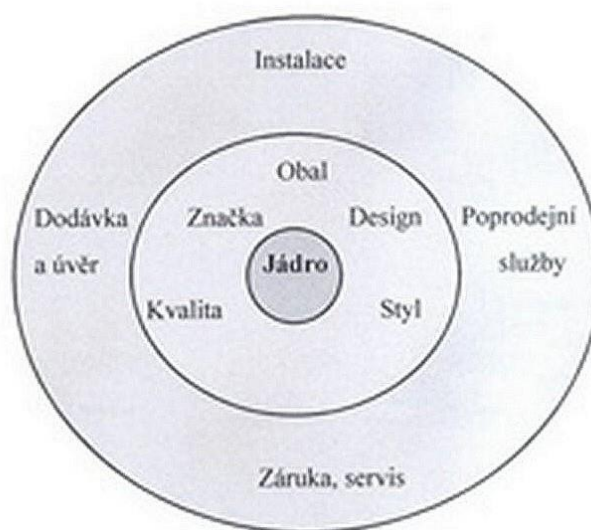 Instalace
Obal
Dodávka
a úvěr
Značka
Design
Poprodejní
služby
Jádro
Kvalita
Styl
Záruka, servis